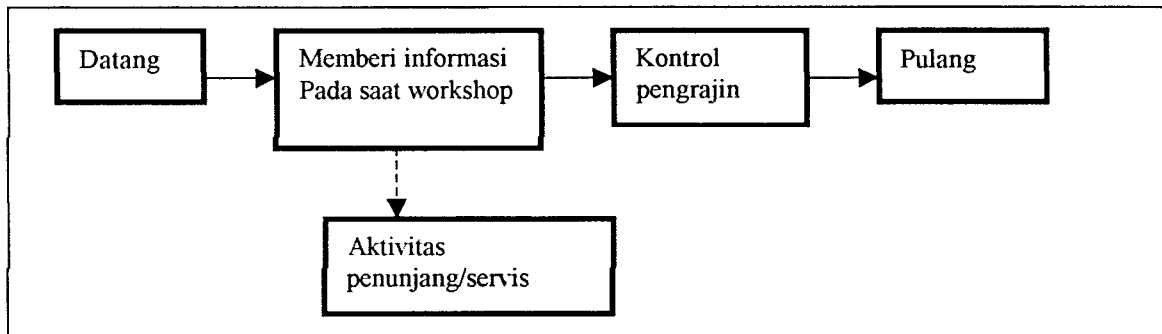 Datang
Memberi informasi
Pada saat workshop
Kontrol
pengrajin
Pulang
Aktivitas
penunjang/servis